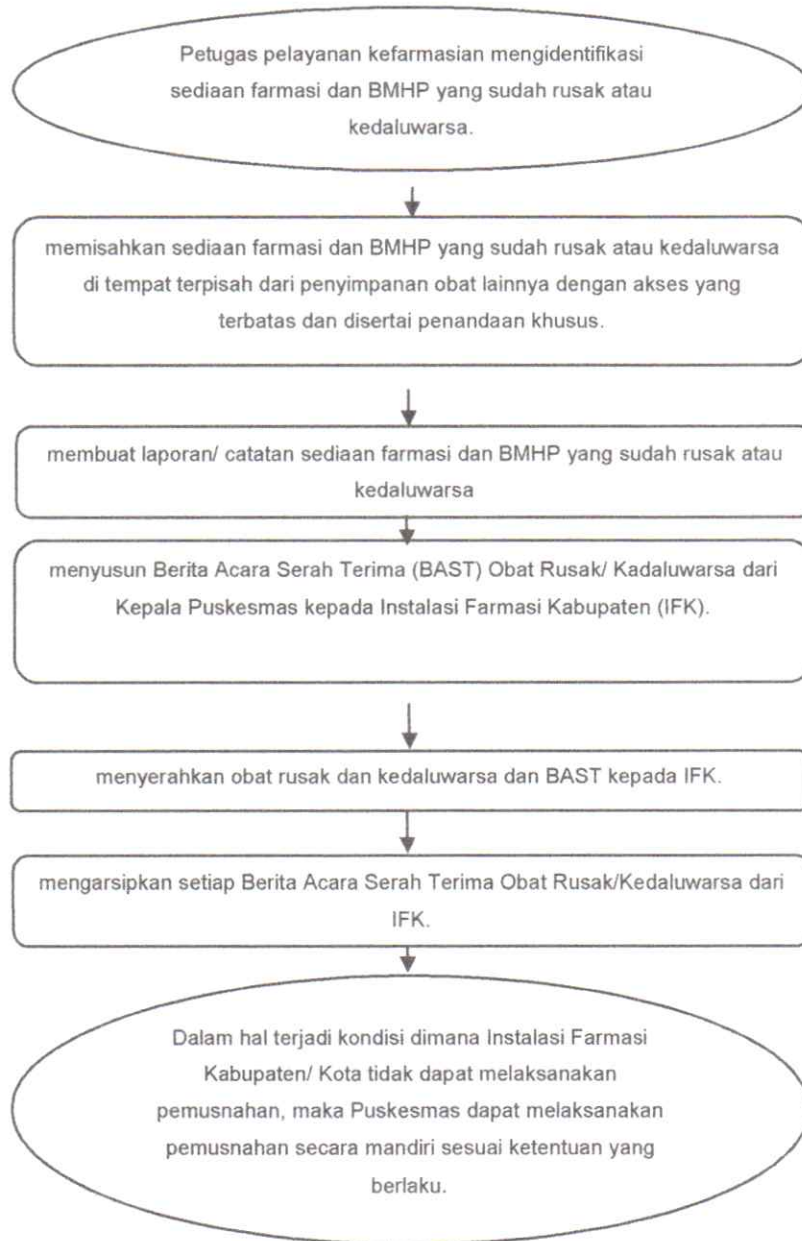 Petugas pelayanan kefarmasian mengidentifikasi
sediaan farmasi dan BMHP yang sudah rusak atau
kedaluwarsa.
memisahkan sediaan farmasi dan BMHP yang sudah rusak atau kedaluwarsa
di tempat terpisah dari penyimpanan obat lainnya dengan akses yang
terbatas dan disertai penandaan khusus.
membuat laporan/ catatan sediaan farmasi dan BMHP yang sudah rusak atau
kedaluwarsa
menyusun Berita Acara Serah Terima (BAST) Obat Rusak/ Kadaluwarsa dari
Kepala Puskesmas kepada Instalasi Farmasi Kabupaten (IFK).
menyerahkan obat rusak dan kedaluwarsa dan BAST kepada IFK.
mengarsipkan setiap Berita Acara Serah Terima Obat Rusak/Kedaluwarsa dari
IFK.
Dalam hal terjadi kondisi dimana Instalasi Farmasi
Kabupaten/ Kota tidak dapat melaksanakan
pemusnahan, maka Puskesmas dapat melaksanakan
pemusnahan secara mandiri sesuai ketentuan yang
berlaku.